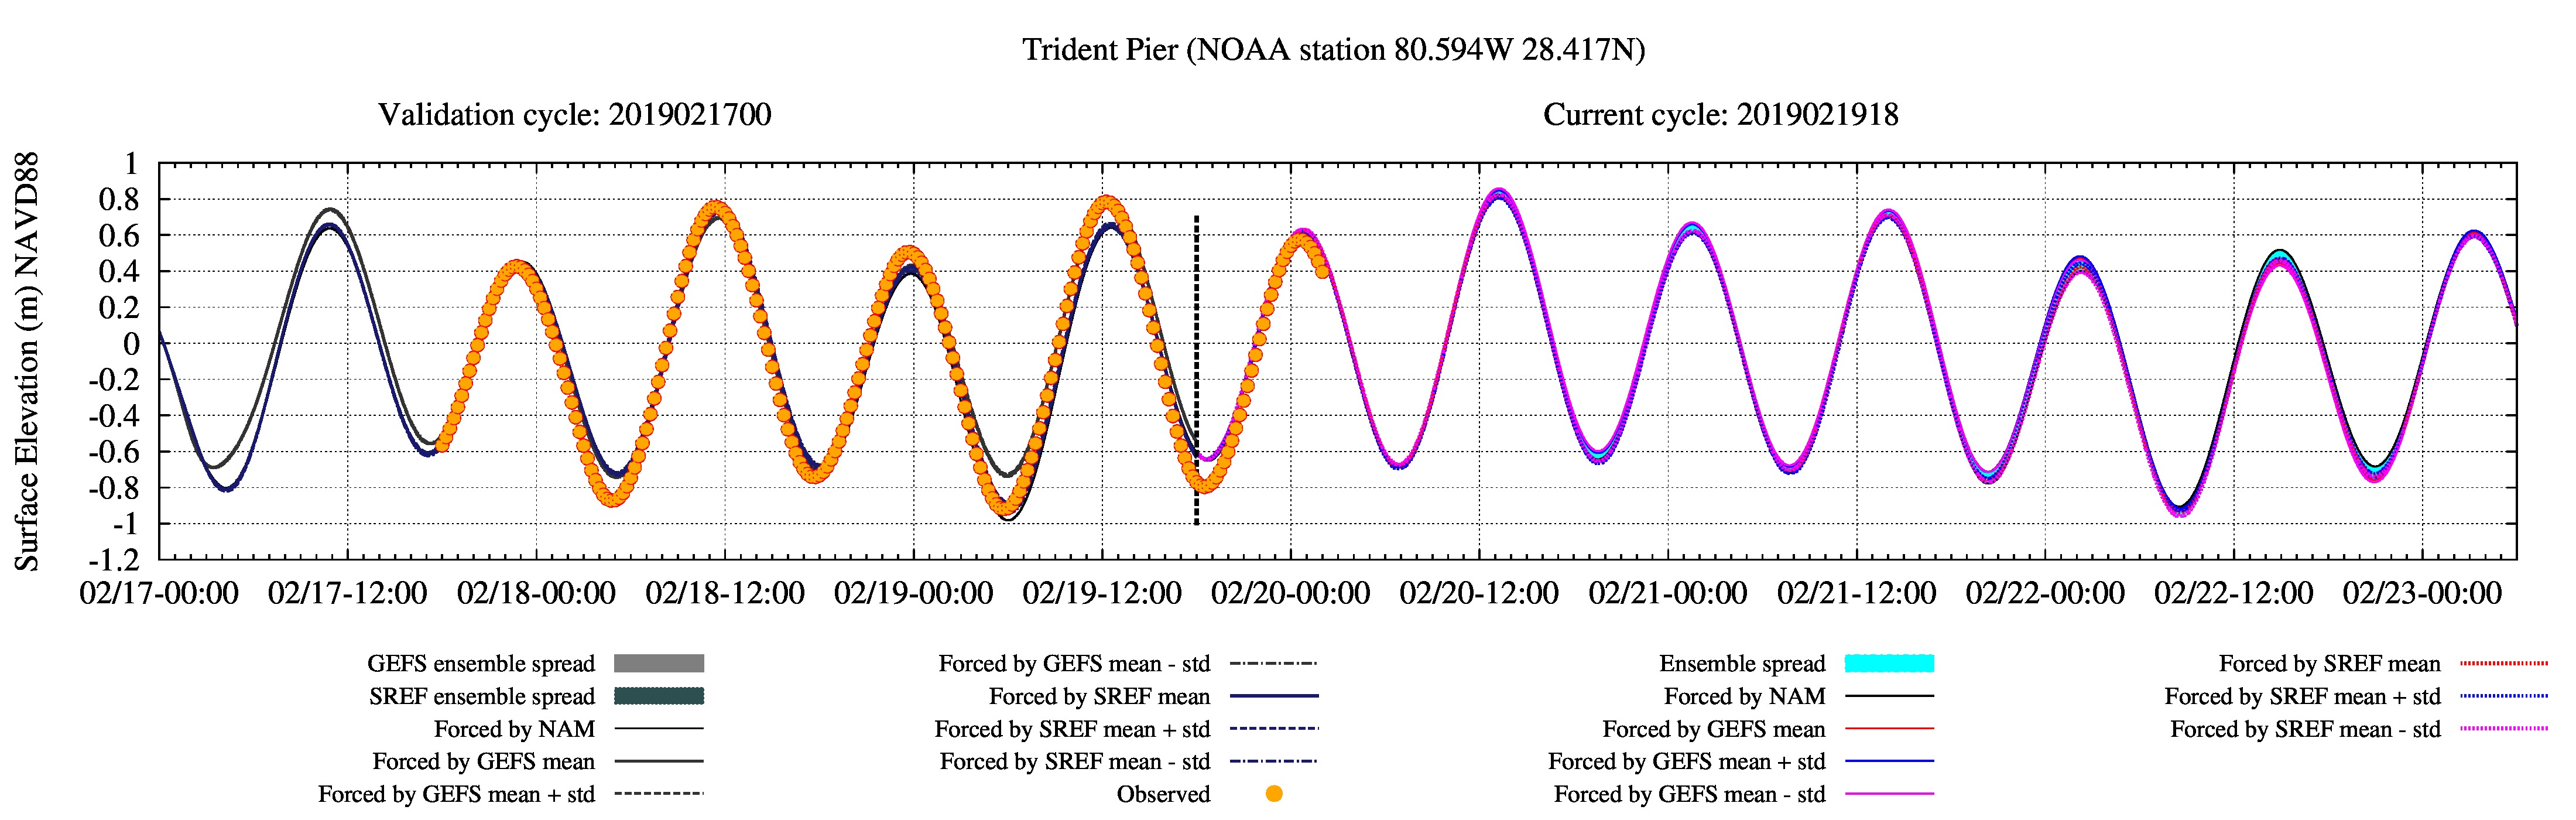 Trident Pier (NOAA station 80.594W 28.417N)
Validation cycle: 2019021700
Current cycle: 2019021918
Surface Elevation (m) NAVD88
1
0.8
0.6
0.4
0.2
0
-0.2
-0.4
-0.6
-0.8
-1
-1.2
02/17-00:00 02/17-12:00 02/18-00:00 02/18-12:00 02/19-00:00 02/19-12:00 02/20-00:00 02/20-12:00 02/21-00:00 02/21-12:00 02/22-00:00 02/22-12:00 02/23-00:00
GEFS ensemble spread
SREF ensemble spread
Forced by NAM
Forced by GEFS mean
Forced by GEFS mean + std
Forced by GEFS mean - std
Forced by SREF mean
Forced by SREF mean + std
Forced by SREF mean - std
Observed
Ensemble spread
Forced by NAM
Forced by GEFS mean
Forced by GEFS mean + std
Forced by GEFS mean - std
Forced by SREF mean
Forced by SREF mean + std
Forced by SREF mean - std